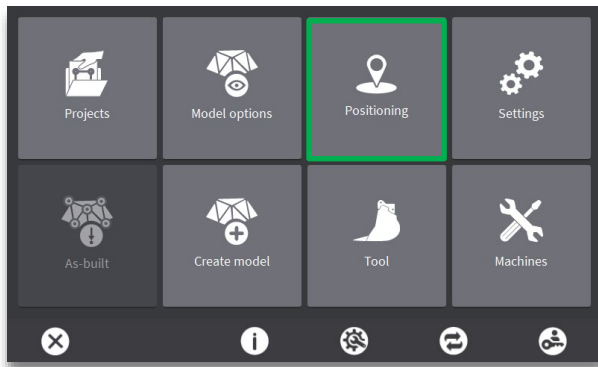 Projects
Model options
Positioning
Settings
As-built
Create model
Tool
Machines